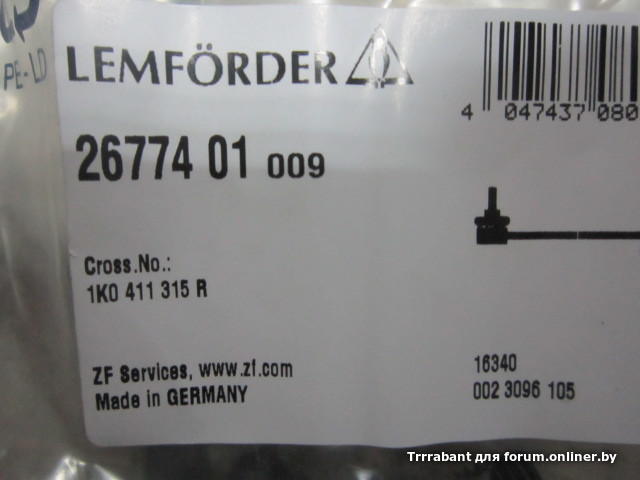 PE-LD
LEMFÖRDER
4 047437 080
26774 01 009
Cross.No.:
1K0 411 315 R
ZF Services, www.zf.com
Made in GERMANY
16340
002 3096 105
Trrrabant для forum.onliner.by